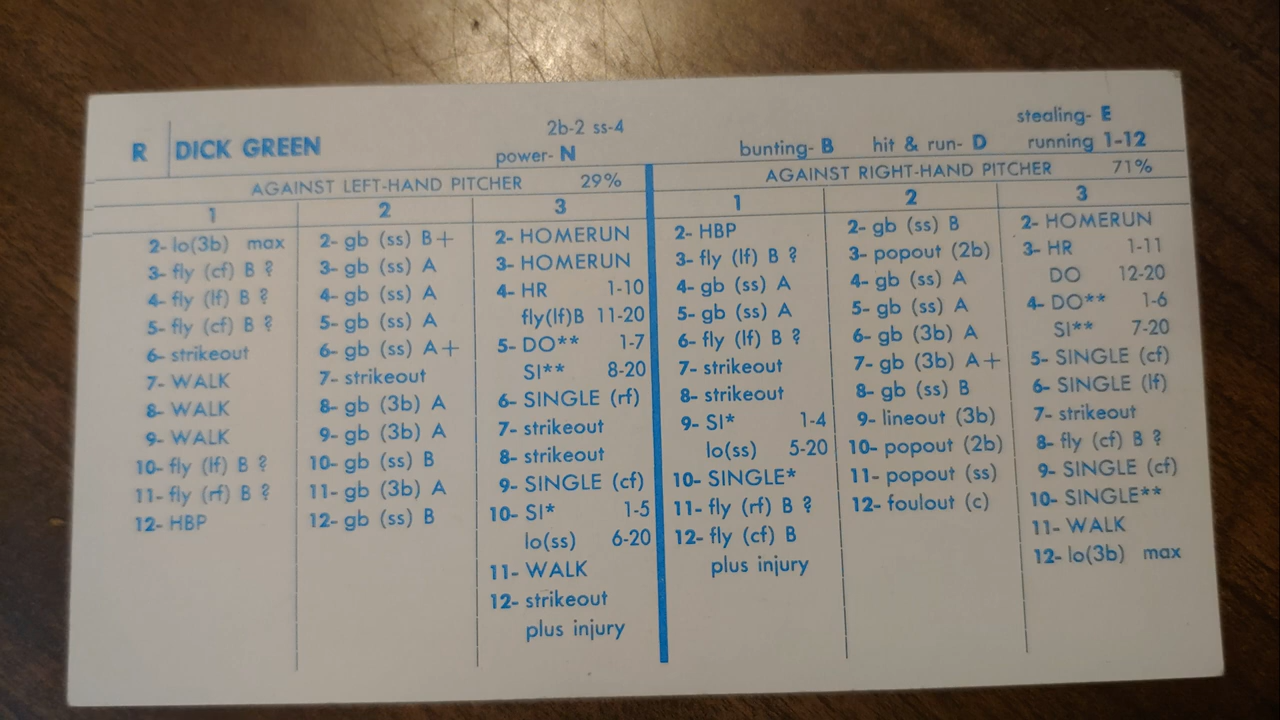 R DICK GREEN 2b-2 ss-4 stealing- E
power- N bunting- B hit & run- D running 1-12
AGAINST LEFT-HAND PITCHER 29% AGAINST RIGHT-HAND PITCHER 71%
1
2- lo(3b) max
3- fly (cf) B ?
4- fly (lf) B ?
5- fly (cf) B ?
6- strikeout
7- WALK
8- WALK
9- WALK
10- fly (lf) B ?
11- fly (rf) B ?
12- HBP
2
2- gb (ss) B+
3- gb (ss) A
4- gb (ss) A
5- gb (ss) A
6- gb (ss) A+
7- strikeout
8- gb (3b) A
9- gb (3b) A
10- gb (ss) B
11- gb (3b) A
12- gb (ss) B
3
2- HOMERUN
3- HOMERUN
4- HR 1-10
fly(lf)B 11-20
5- DO** 1-7
SI** 8-20
6- SINGLE (rf)
7- strikeout
8- strikeout
9- SINGLE (cf)
10- SI* 1-5
lo(ss) 6-20
11- WALK
12- strikeout
plus injury
1
2- HBP
3- fly (lf) B ?
4- gb (ss) A
5- gb (ss) A
6- fly (lf) B ?
7- strikeout
8- strikeout
9- SI* 1-4
lo(ss) 5-20
10- SINGLE*
11- fly (rf) B ?
12- fly (cf) B
plus injury
2
2- gb (ss) B
3- popout (2b)
4- gb (ss) A
5- gb (ss) A
6- gb (3b) A
7- gb (3b) A+
8- gb (ss) B
9- lineout (3b)
10- popout (2b)
11- popout (ss)
12- foulout (c)
3
2- HOMERUN
3- HR 1-11
DO 12-20
4- DO** 1-6
SI** 7-20
5- SINGLE (cf)
6- SINGLE (lf)
7- strikeout
8- fly (cf) B ?
9- SINGLE (cf)
10- SINGLE**
11- WALK
12- lo(3b) max